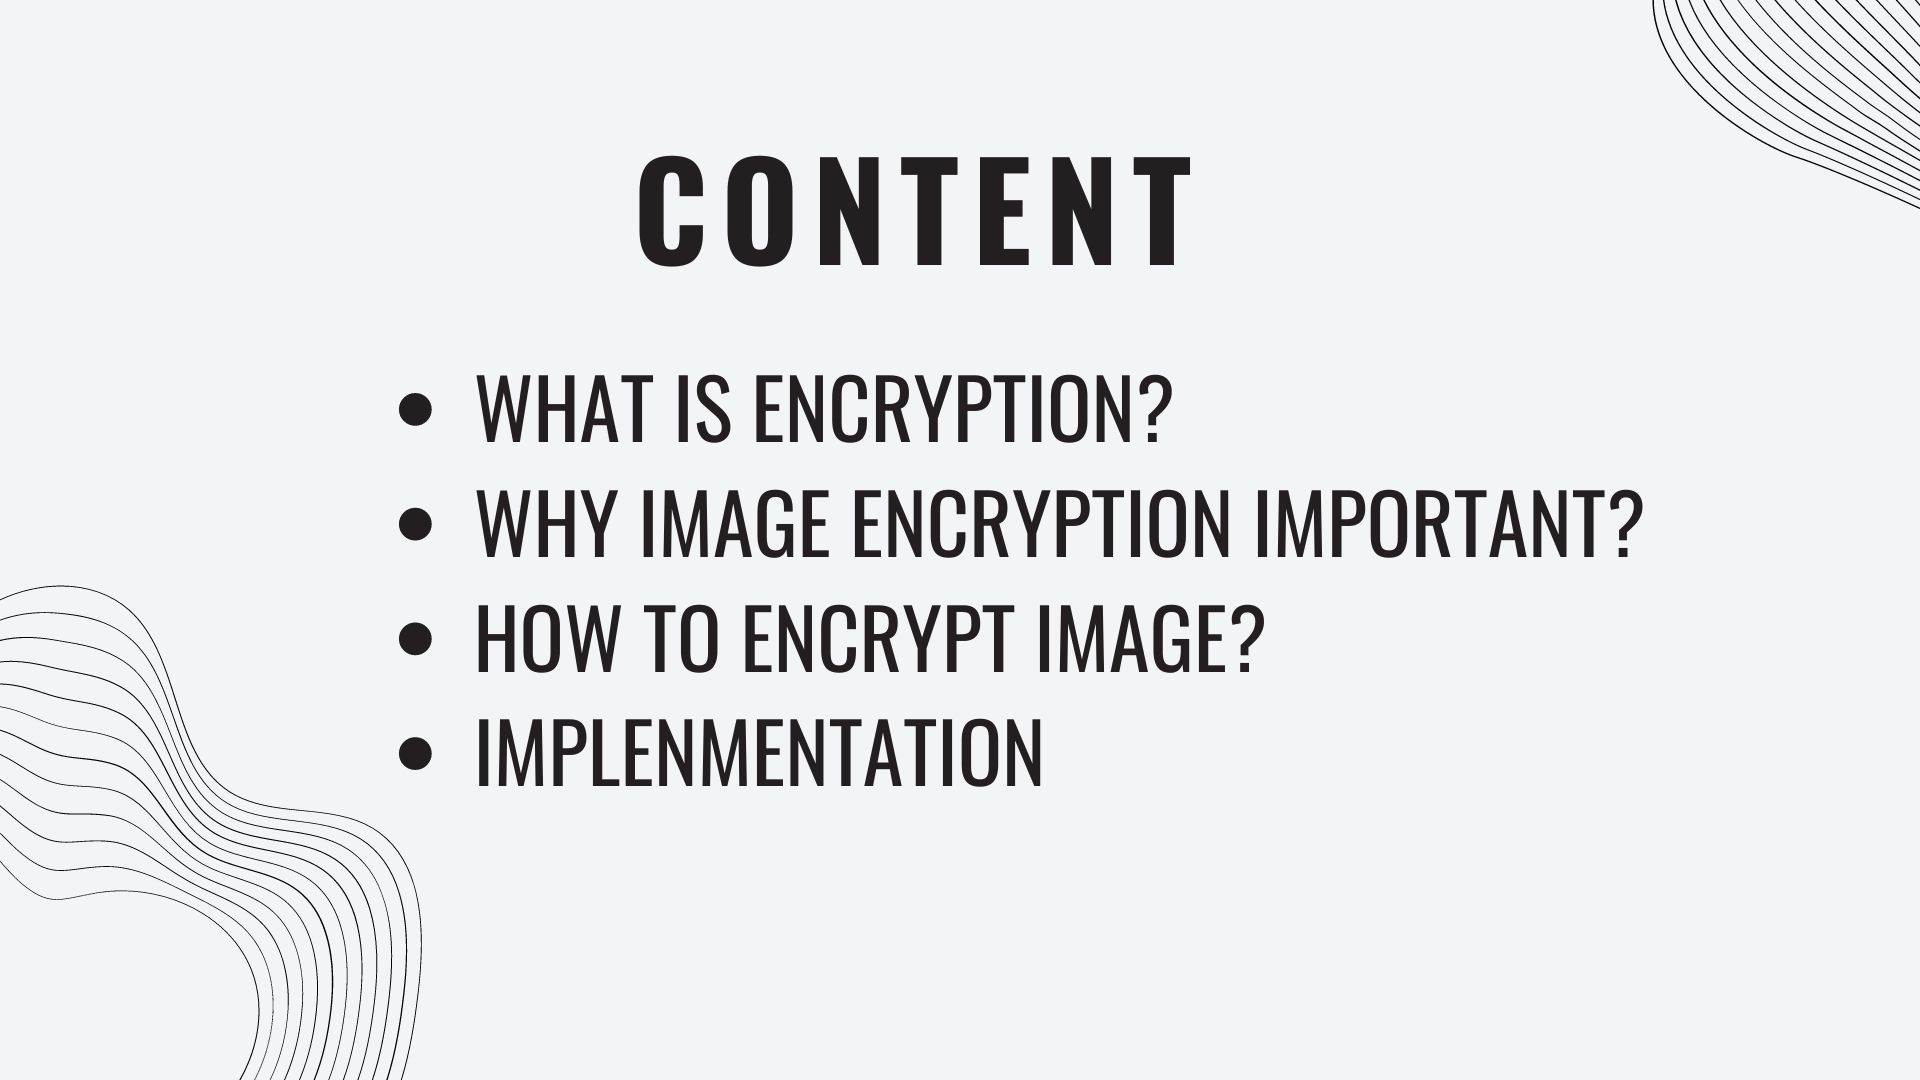 CONTENT
• WHAT IS ENCRYPTION?
• WHY IMAGE ENCRYPTION IMPORTANT?
• HOW TO ENCRYPT IMAGE?
• IMPLENMENTATION